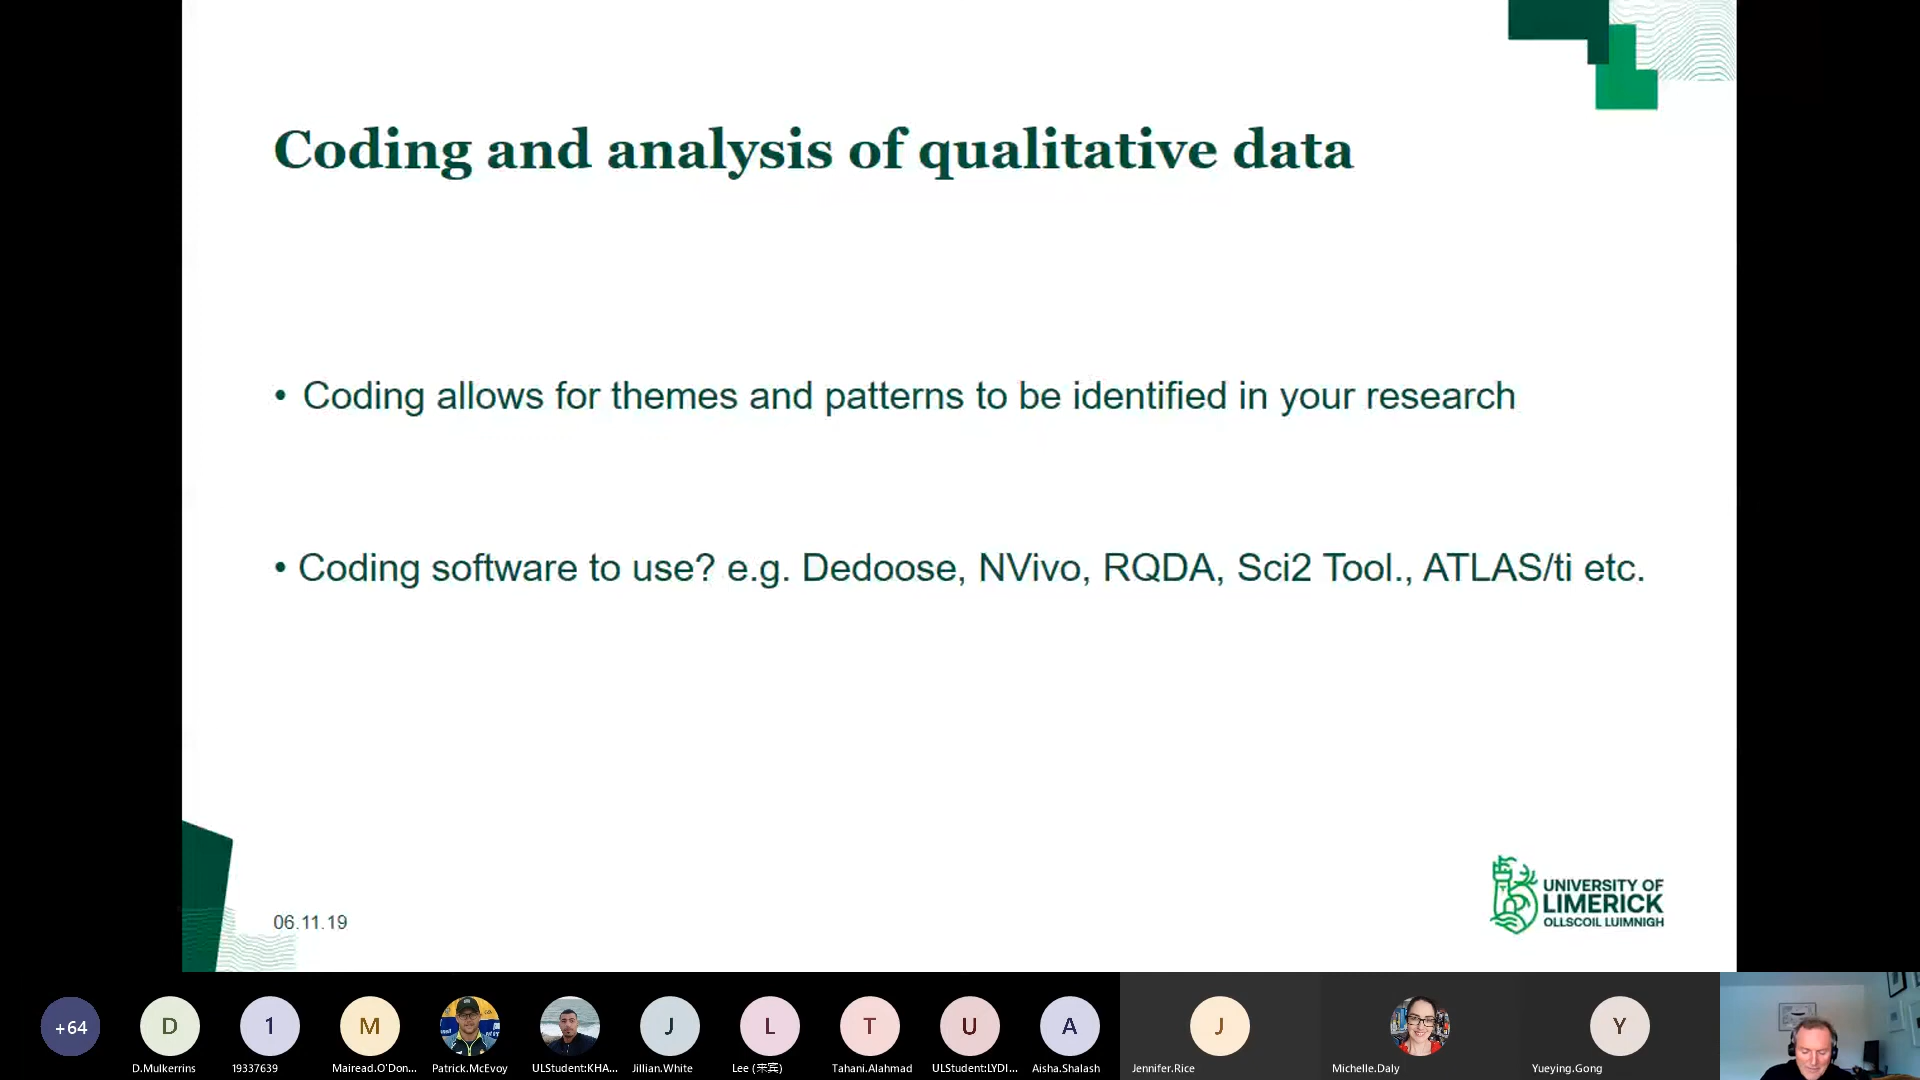 Coding and analysis of qualitative data
• Coding allows for themes and patterns to be identified in your research
• Coding software to use? e.g. Dedoose, NVivo, RQDA, Sci2 Tool., ATLAS/ti etc.
06.11.19
UNIVERSITY OF
LIMERICK
OLLSCOIL LUIMNIGH
+64
D
1
M
J
L
T
U
A
J
Y
D.Mulkerrins
19337639
Mairead.O'Don...
Patrick.McEvoy
ULStudent:KHA...
Jillian.White
Lee (来宾)
Tahani.Alahmad
ULStudent:LYDI...
Aisha.Shalash
Jennifer.Rice
Michelle.Daly
Yueying.Gong